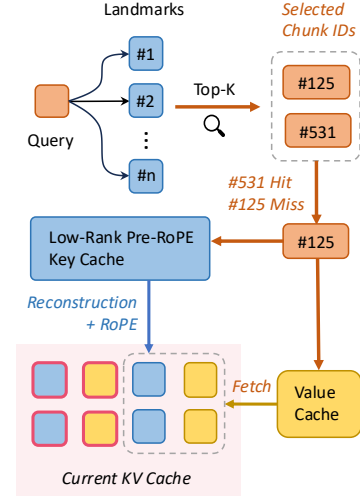 Landmarks
Selected
Chunk IDs
#1
Top-K
#125
#2
Query
⋮
#531
#n
#531 Hit
#125 Miss
Low-Rank Pre-RoPE
Key Cache
#125
Reconstruction
+ RoPE
Fetch
Value
Cache
Current KV Cache